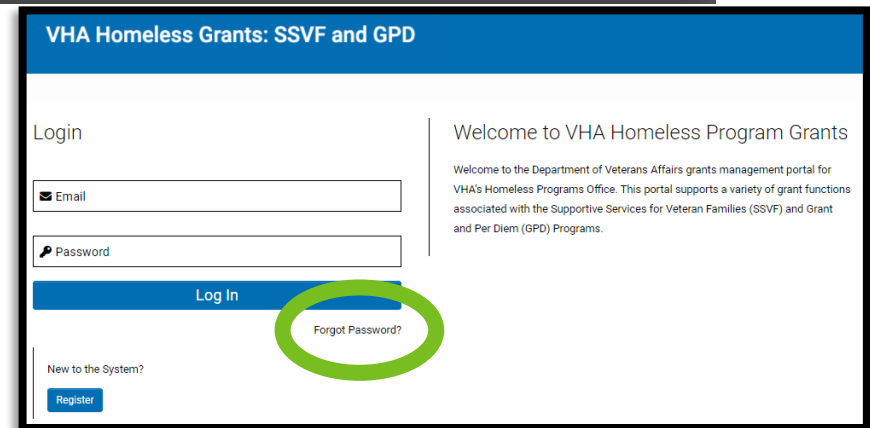 VHA Homeless Grants: SSVF and GPD
Login
Email
Password
Log In
Forgot Password?
New to the System?
Register
Welcome to VHA Homeless Program Grants
Welcome to the Department of Veterans Affairs grants management portal for
VHA's Homeless Programs Office. This portal supports a variety of grant functions
associated with the Supportive Services for Veteran Families (SSVF) and Grant
and Per Diem (GPD) Programs.